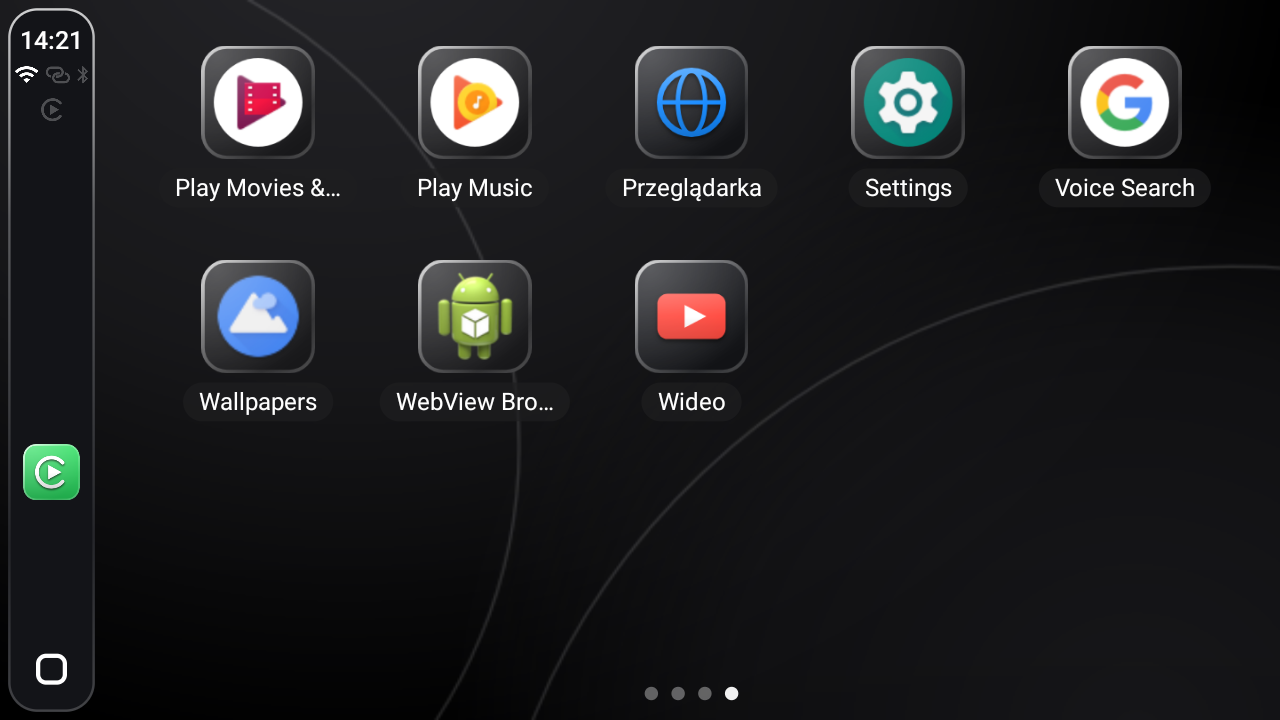 14:21
Play Movies &...
Play Music
Przeglądarka
Settings
Voice Search
Wallpapers
WebView Bro...
Wideo